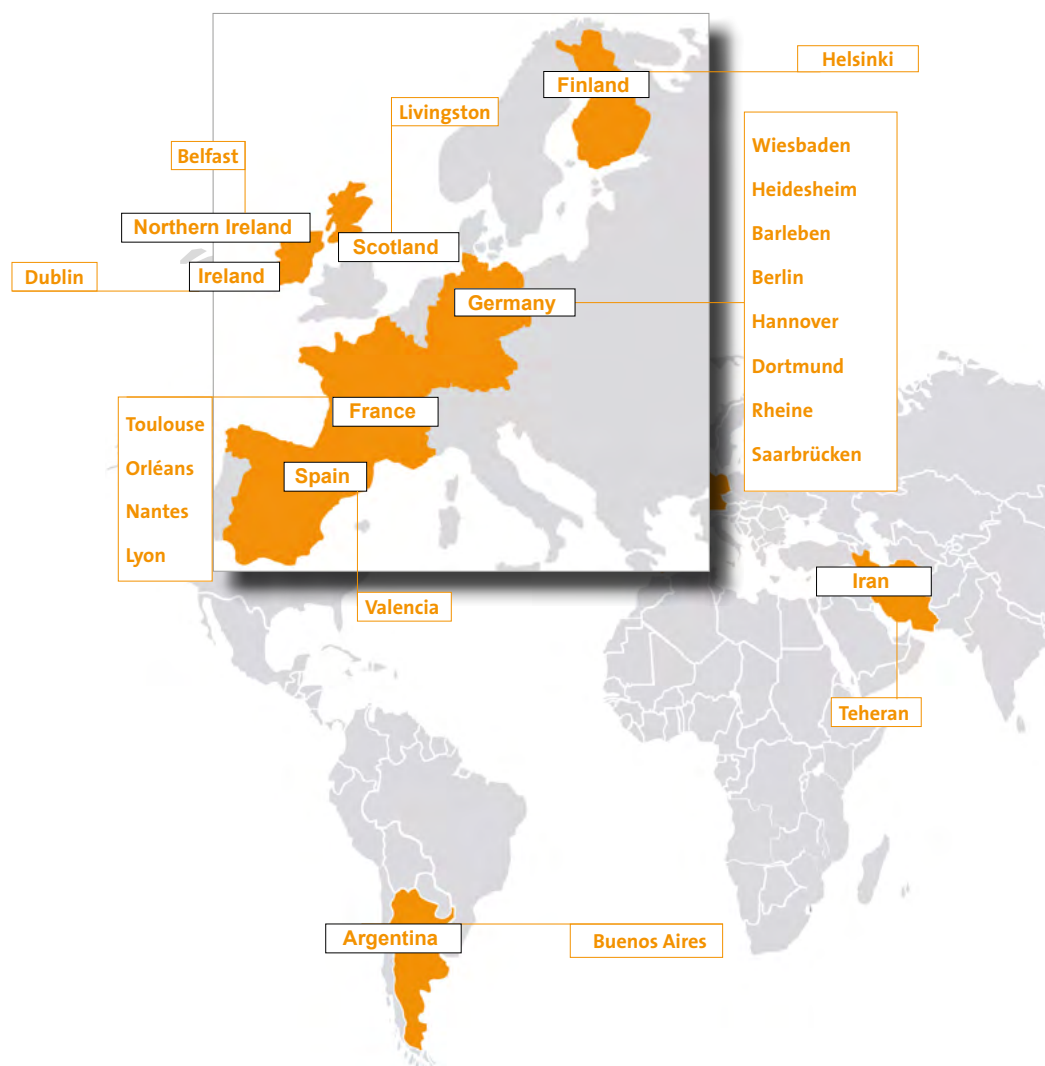 Helsinki
Finland
Livingston
Belfast
Wiesbaden
Heidesheim
Barleben
Berlin
Hannover
Dortmund
Rheine
Saarbrücken
Northern Ireland
Scotland
Dublin
Ireland
Germany
France
Toulouse
Orléans
Nantes
Lyon
Spain
Valencia
Iran
Teheran
Argentina
Buenos Aires